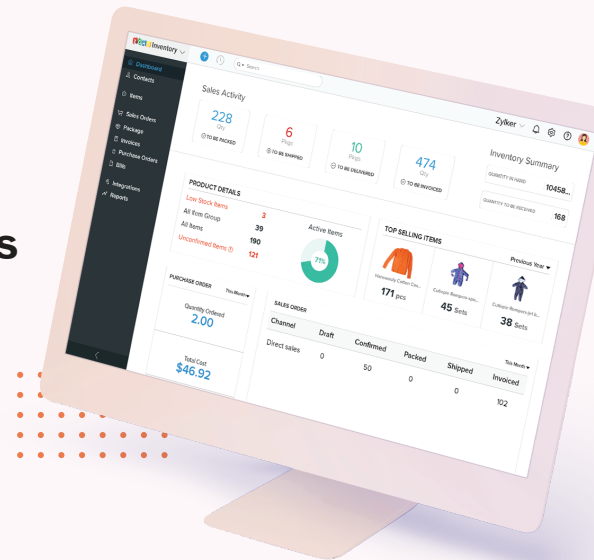 Inventory
Search
Zylker
Dashboard
Contacts
Items
Sales Orders
Package
Invoices
Purchase Orders
Bills
Integrations
Reports
Sales Activity
228
Qty
TO BE PACKED
6
Pkgs
TO BE SHIPPED
10
Pkgs
TO BE DELIVERED
474
Qty
TO BE INVOICED
Inventory Summary
QUANTITY IN HAND
10458...
QUANTITY TO BE RECEIVED
168
PRODUCT DETAILS
Low Stock Items 3
All Item Group 39
All Items 190
Unconfirmed Items 121
Active Items
71%
TOP SELLING ITEMS
Previous Year
171 pcs
45 Sets
38 Sets
s
PURCHASE ORDER
This Month
Quantity Ordered
2.00
Total Cost
$46.92
SALES ORDER
This Month
Channel Draft Confirmed Packed Shipped Invoiced
Direct sales 0 50 0 0 102